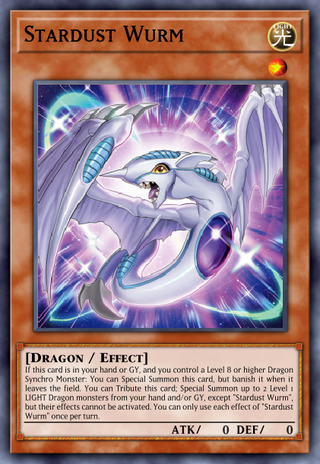 Stardust Wurm
LIGHT
光
[Dragon / Effect]
If this card is in your hand or GY, and you control a Level 8 or higher Dragon
Synchro Monster: You can Special Summon this card, but banish it when it
leaves the field. You can Tribute this card; Special Summon up to 2 Level 1
LIGHT Dragon monsters from your hand and/or GY, except "Stardust Wurm",
but their effects cannot be activated. You can only use each effect of "Stardust
Wurm" once per turn.
ATK/ 0 DEF/ 0